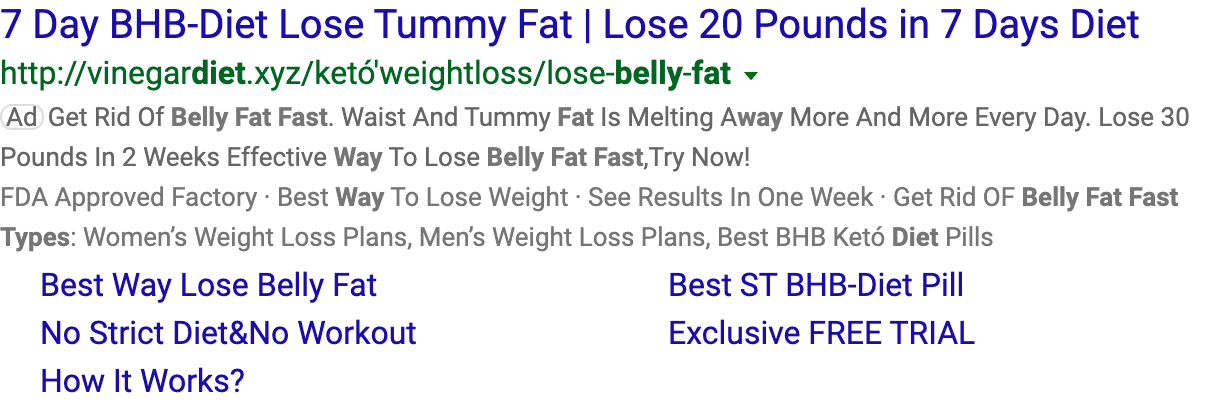 7 Day BHB-Diet Lose Tummy Fat | Lose 20 Pounds in 7 Days Diet
http://vinegardiet.xyz/ketó'weightloss/lose-belly-fat
Ad Get Rid Of Belly Fat Fast. Waist And Tummy Fat Is Melting Away More And More Every Day. Lose 30
Pounds In 2 Weeks Effective Way To Lose Belly Fat Fast,Try Now!
FDA Approved Factory · Best Way To Lose Weight · See Results In One Week · Get Rid OF Belly Fat Fast
Types: Women’s Weight Loss Plans, Men’s Weight Loss Plans, Best BHB Ketó Diet Pills
Best Way Lose Belly Fat
Best ST BHB-Diet Pill
No Strict Diet&No Workout
Exclusive FREE TRIAL
How It Works?